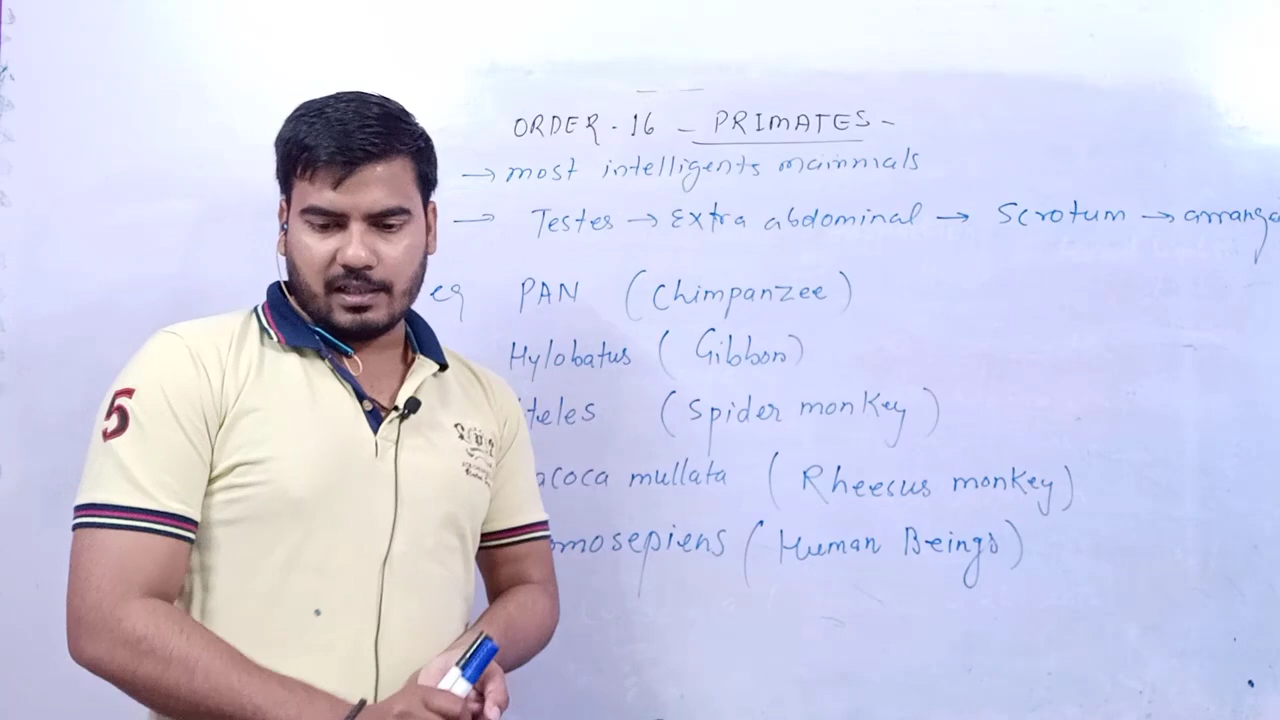 ORDER - 16 - PRIMATES -
→ most intelligents mammals
→ Testes → Extra abdominal → Scrotum → arrange
eg PAN (Chimpanzee)
Hylobatus (Gibbon)
teles (Spider monkey)
acoca mullata (Rheesus monkey)
omosepiens (Human Beings)
5